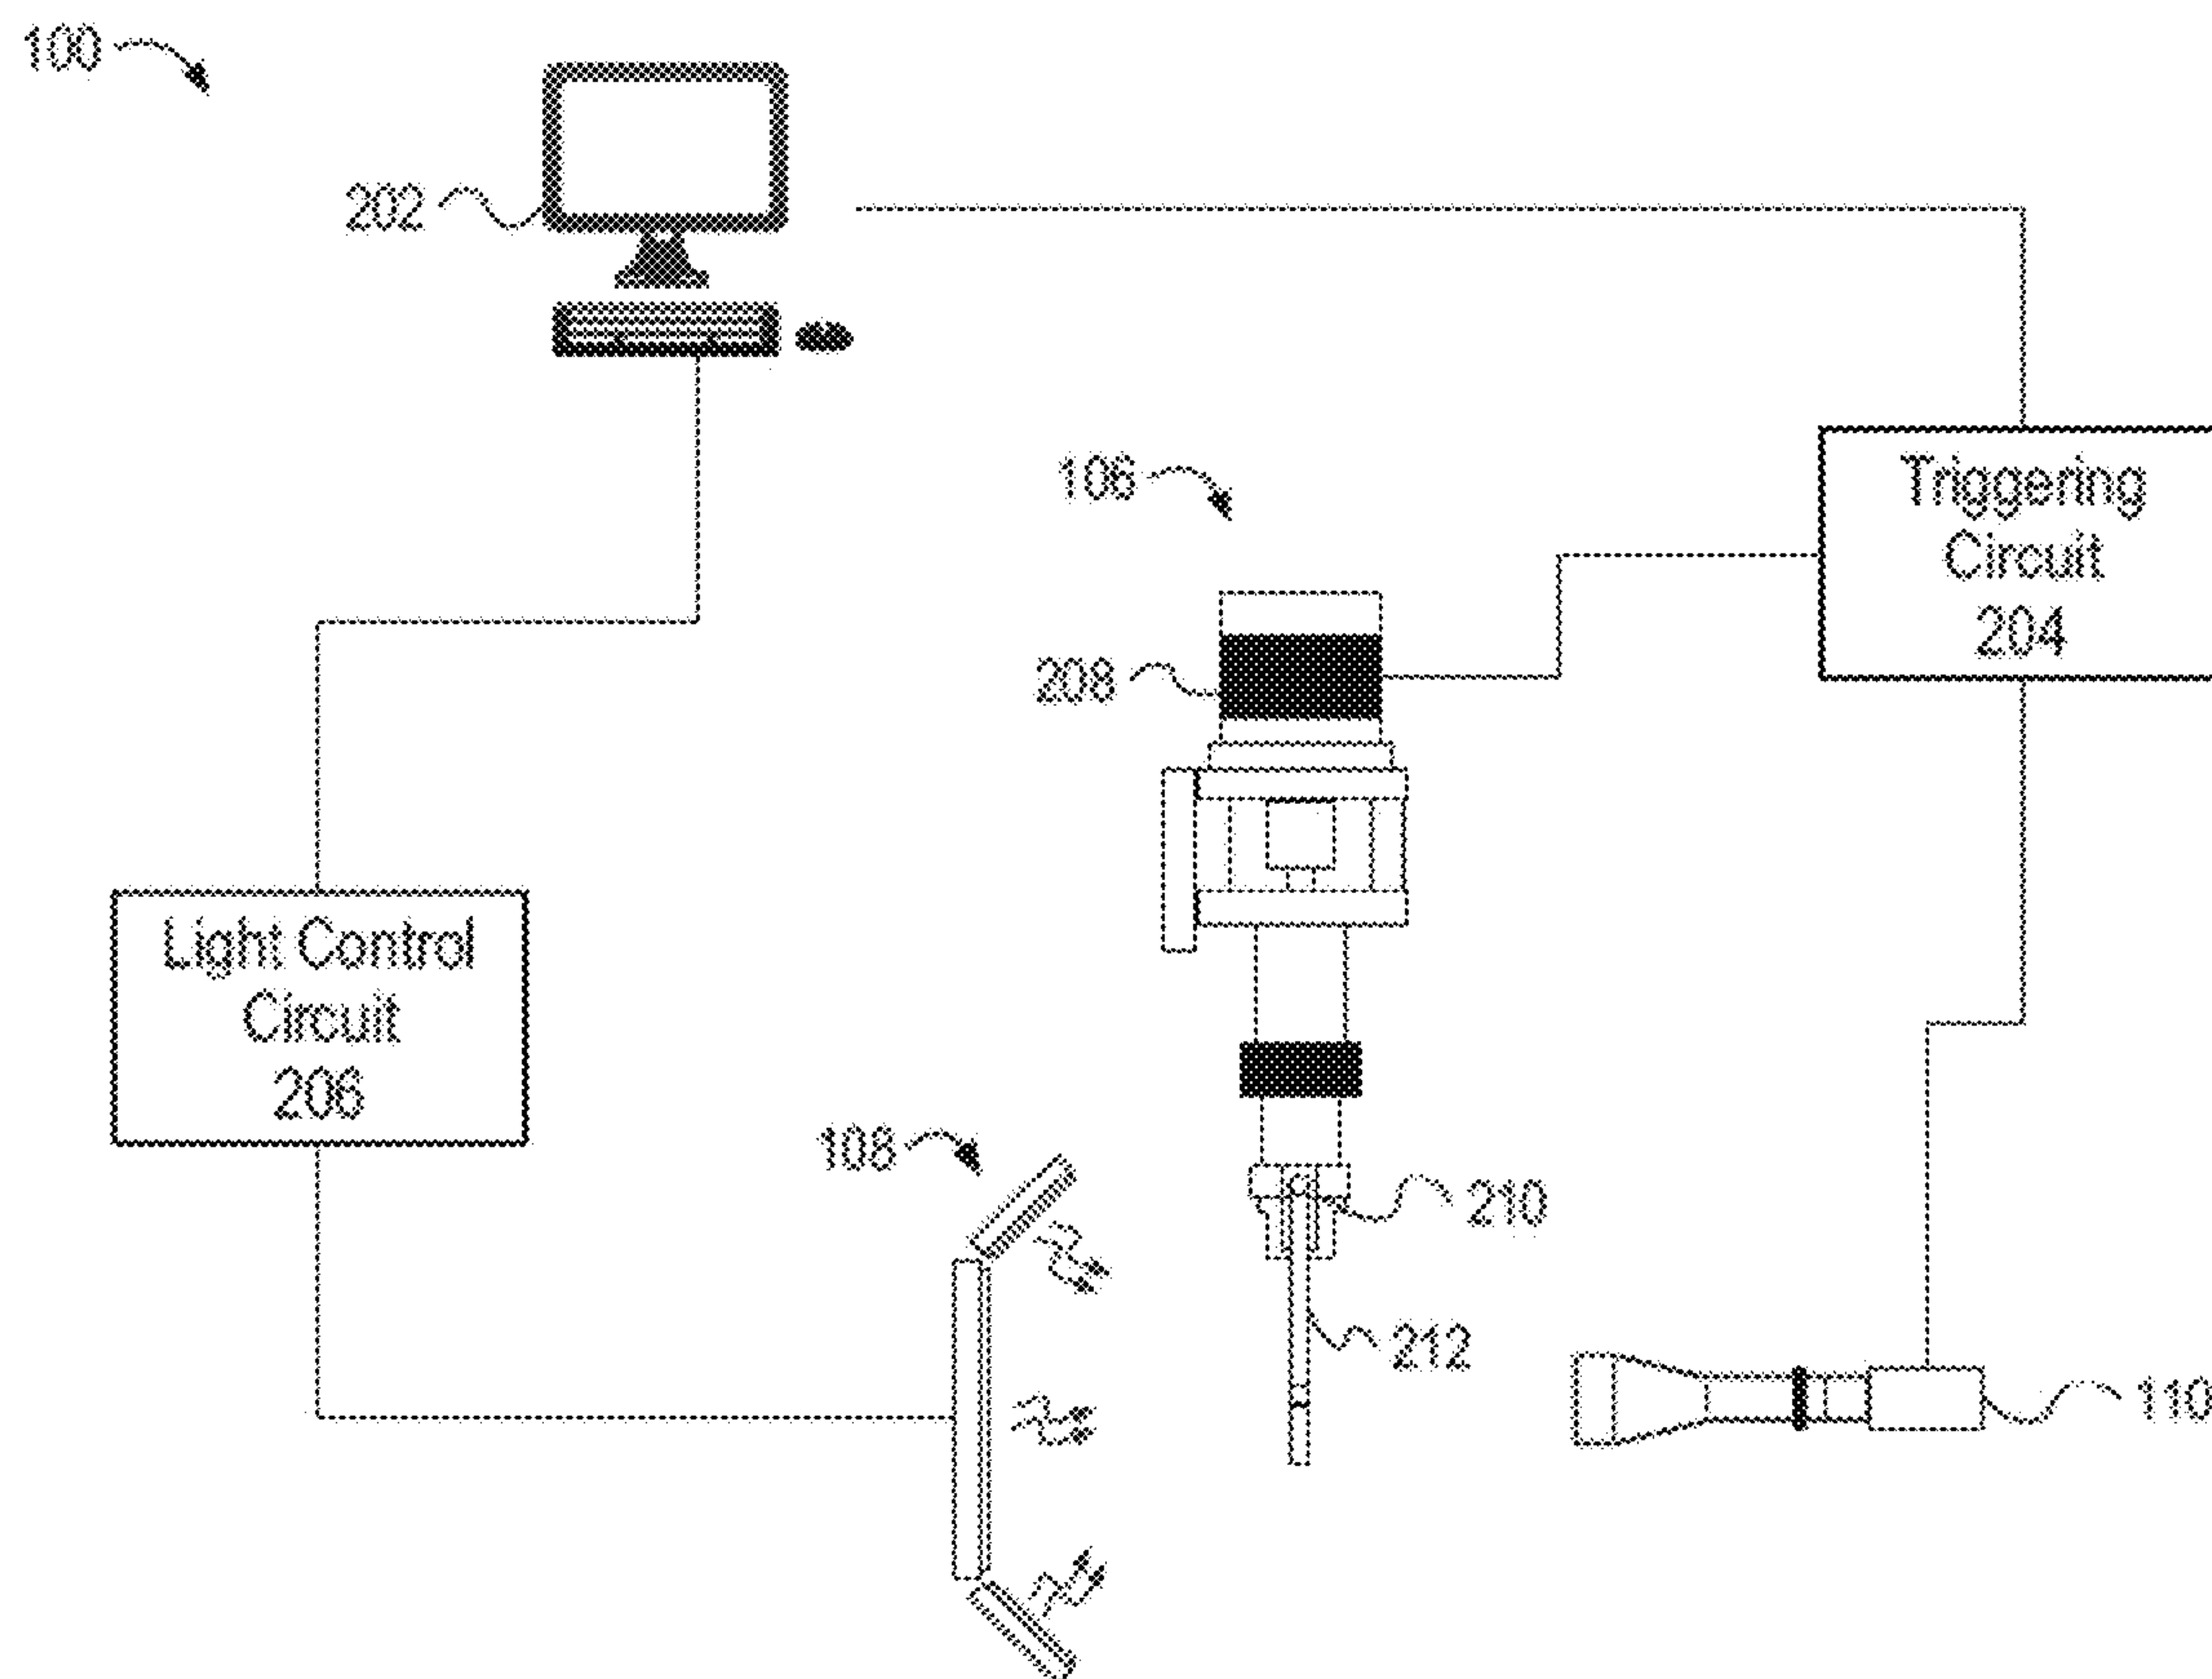 100
202
106
Triggering
Circuit
204
208
Light Control
Circuit
206
108
210
212
110